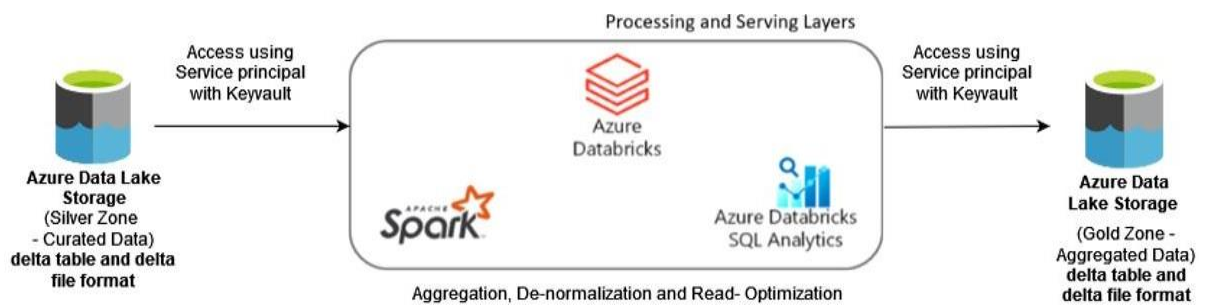 Processing and Serving Layers
Access using
Service principal
with Keyvault
Azure Data Lake
Storage
(Silver Zone
- Curated Data)
delta table and delta
file format
Azure
Databricks
APACHE
Spark™
Azure Databricks
SQL Analytics
Aggregation, De-normalization and Read- Optimization
Access using
Service principal
with Keyvault
Azure Data
Lake Storage
(Gold Zone -
Aggregated Data)
delta table and
delta file format